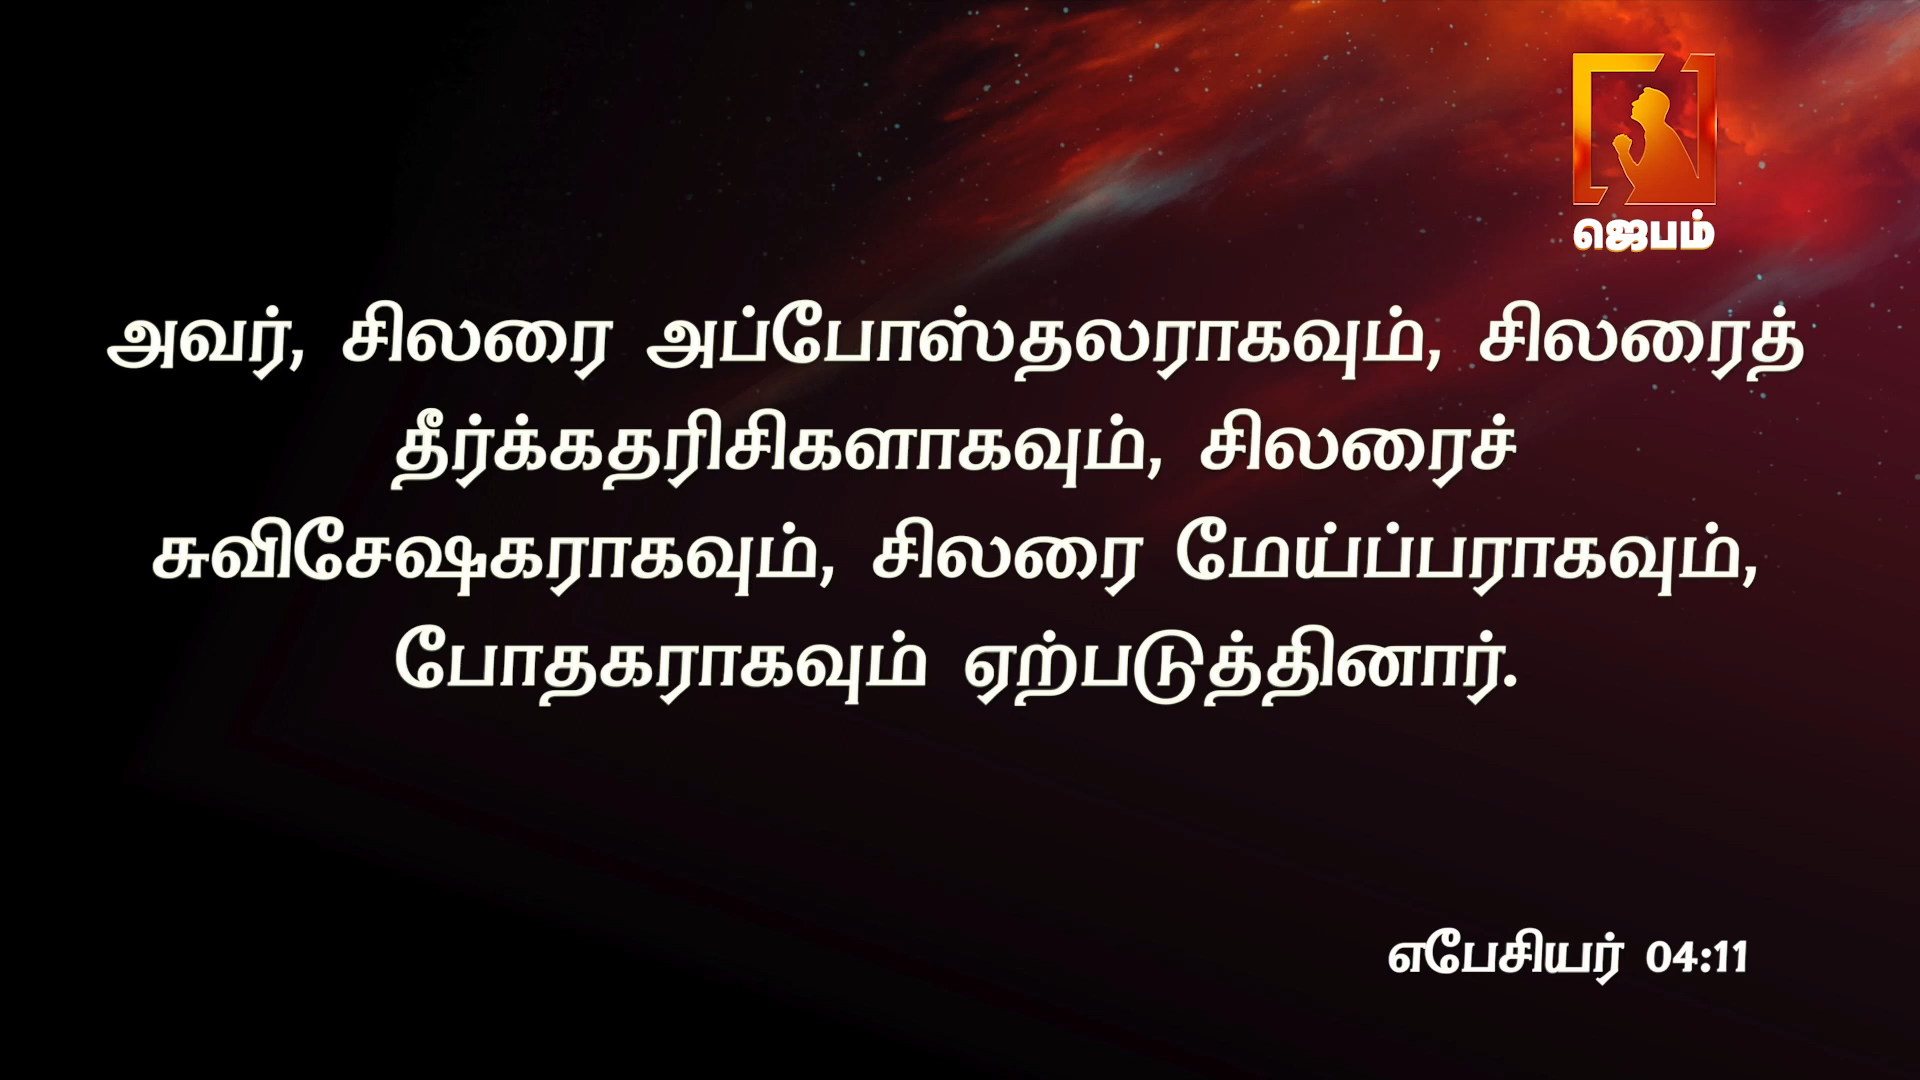 ஜெபம்
அவர், சிலரை அப்போஸ்தலராகவும், சிலரைத்
தீர்க்கதரிசிகளாகவும், சிலரைச்
சுவிசேஷகராகவும், சிலரை மேய்ப்பராகவும்,
போதகராகவும் ஏற்படுத்தினார்.
எபேசியர் 04:11